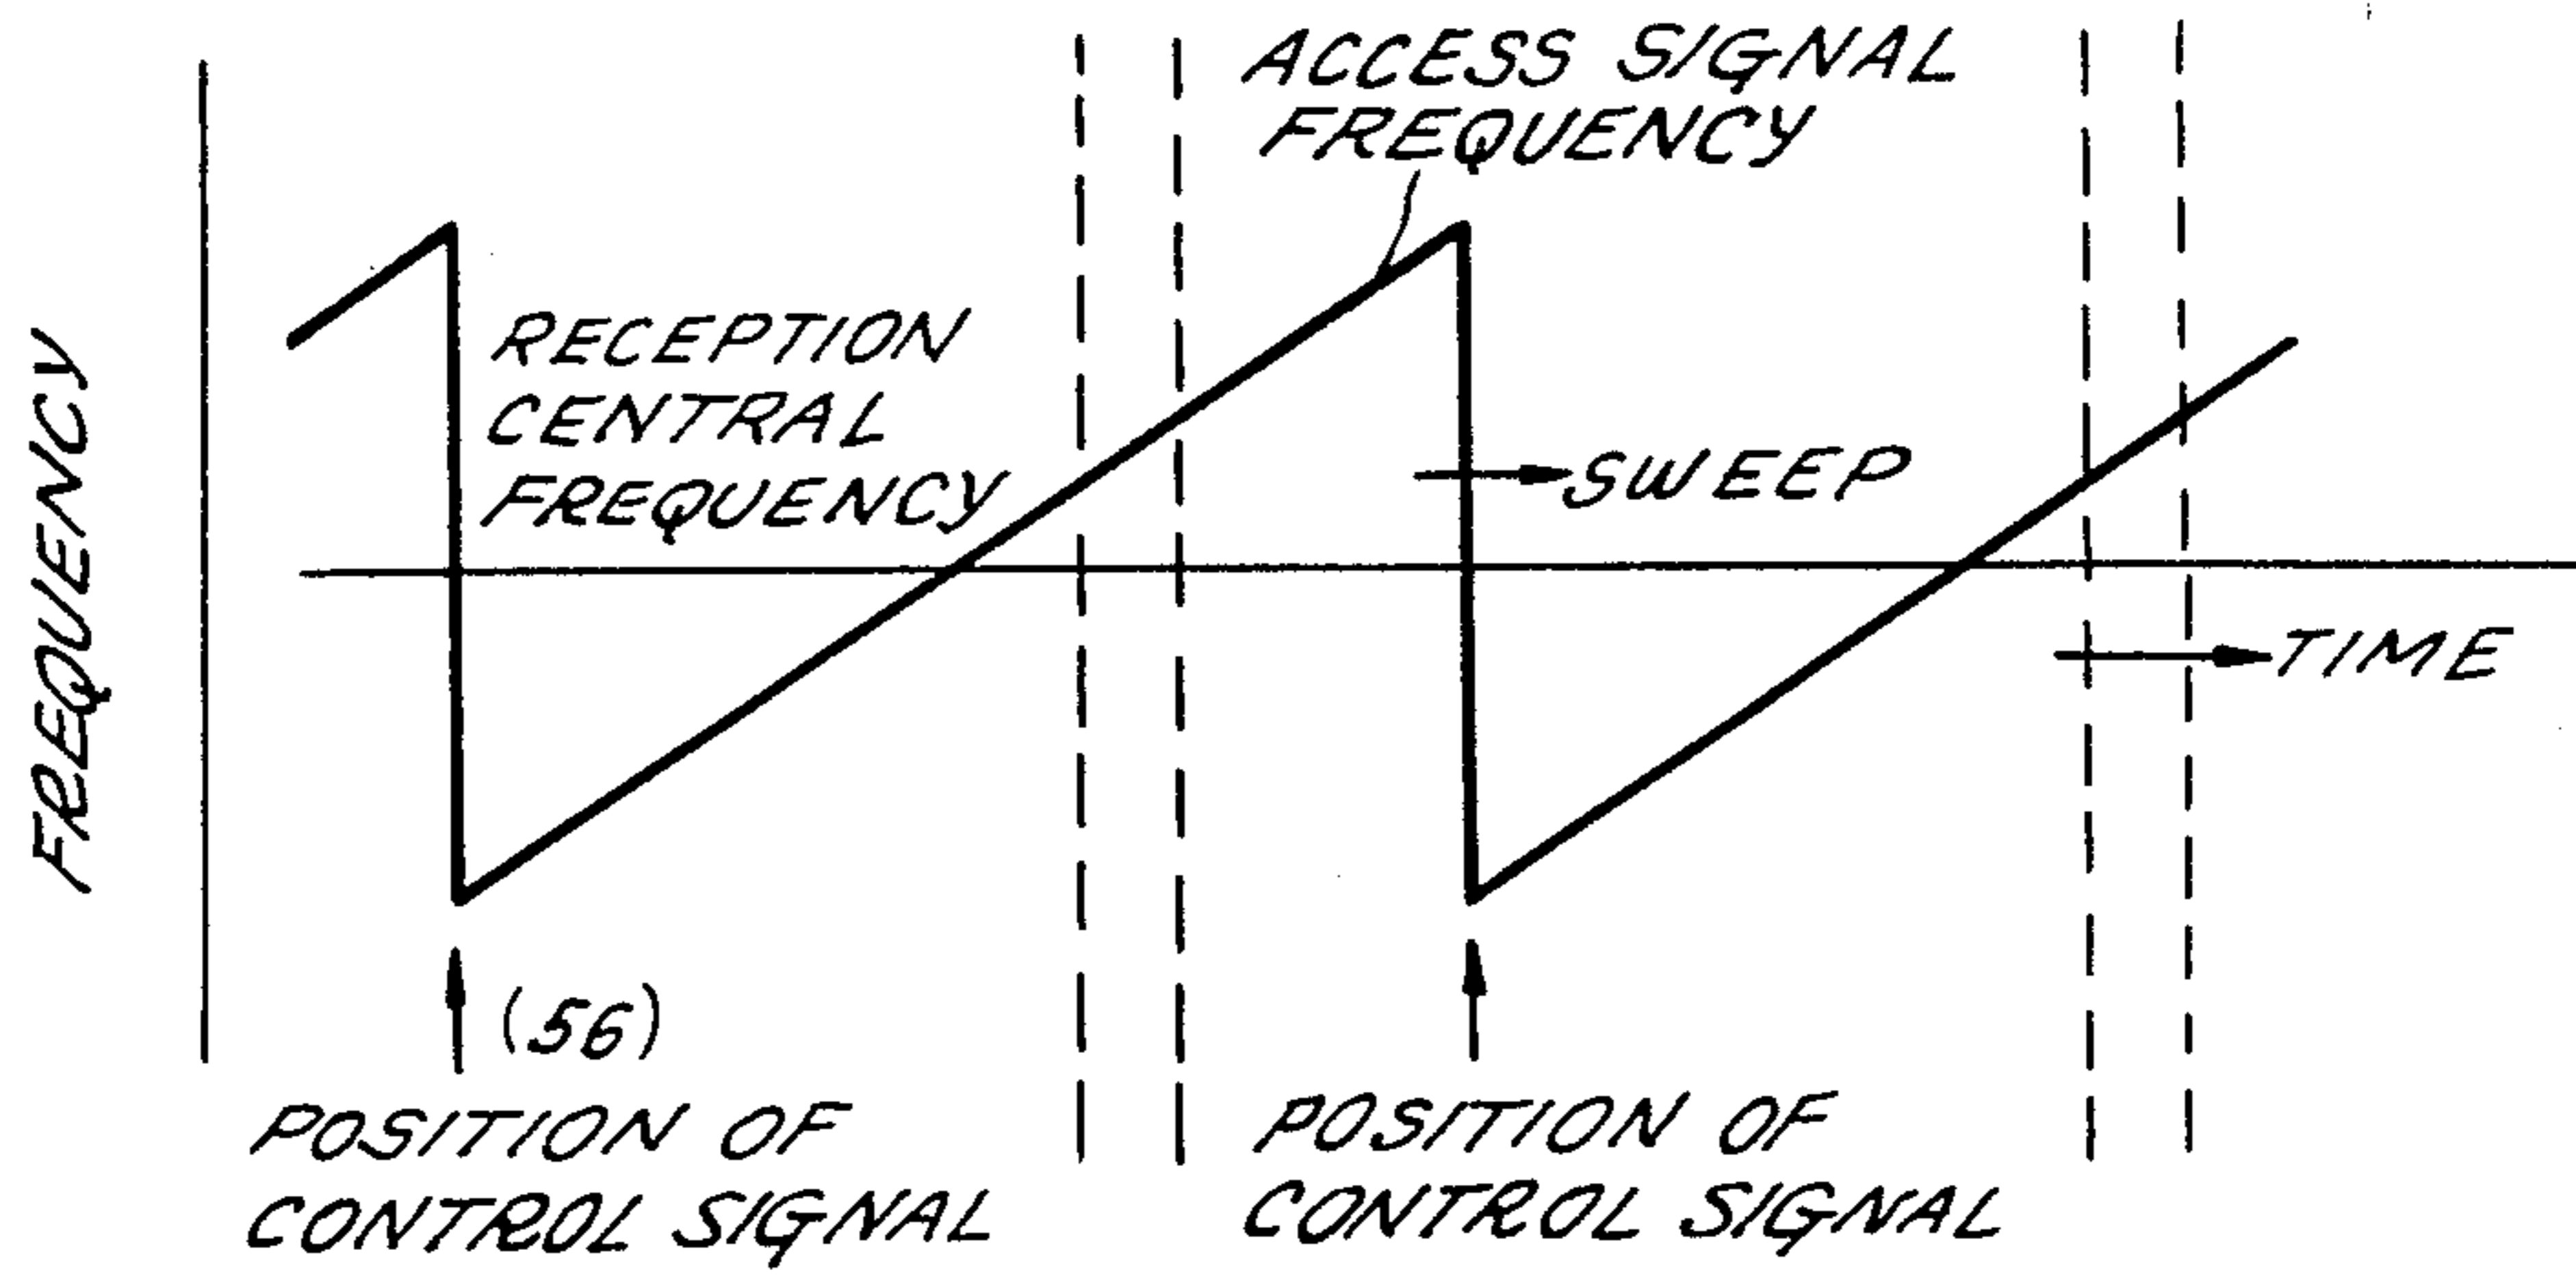 ACCESS SIGNAL
FREQUENCY
RECEPTION
CENTRAL
FREQUENCY
SWEEP
FREQUENCY
TIME
(56)
POSITION OF
CONTROL SIGNAL
POSITION OF
CONTROL SIGNAL